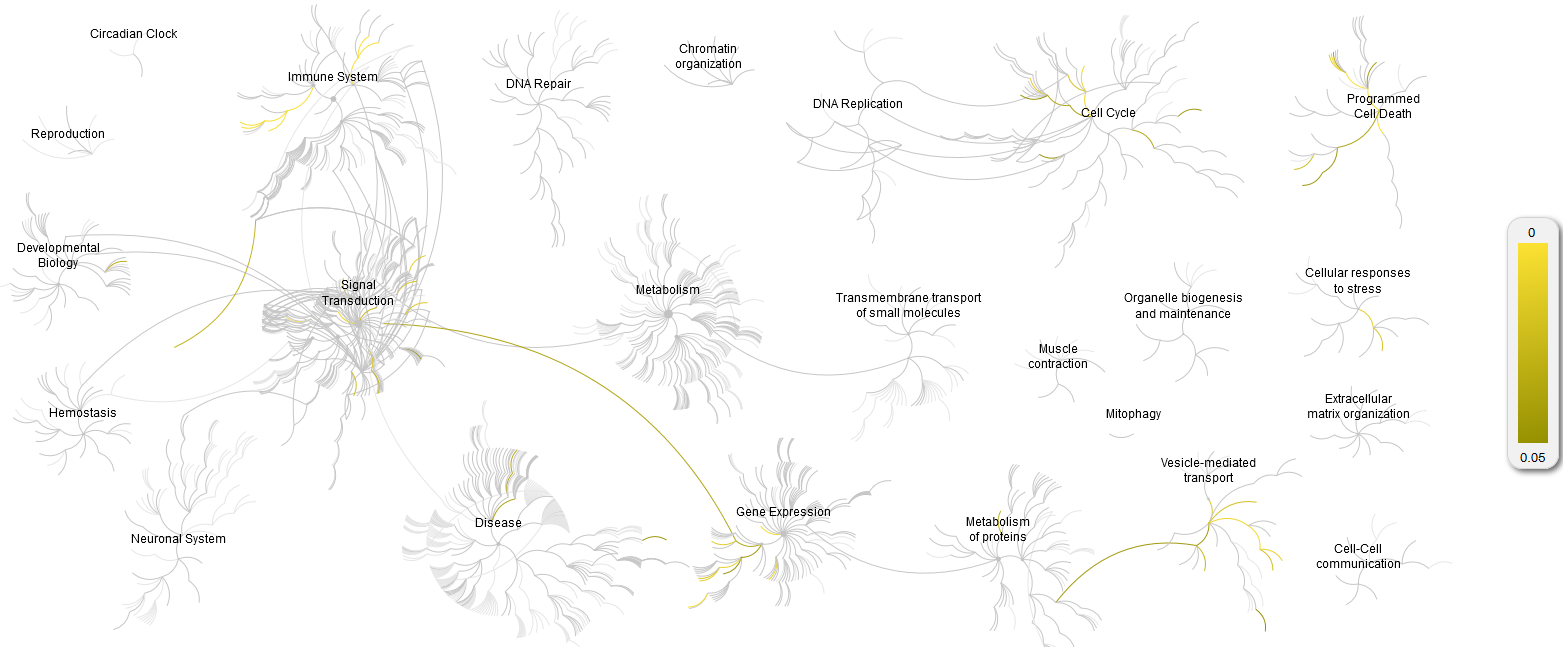 Circadian Clock
Immune System
DNA Repair
Chromatin
organization
DNA Replication
Cell Cycle
Programmed
Cell Death
Reproduction
Developmental
Biology
Signal
Transduction
Metabolism
Transmembrane transport
of small molecules
Organelle biogenesis
and maintenance
Cellular responses
to stress
0
0.05
Muscle
contraction
Hemostasis
Mitophagy
Extracellular
matrix organization
Vesicle-mediated
transport
Neuronal System
Disease
Gene Expression
Metabolism
of proteins
Cell-Cell
communication